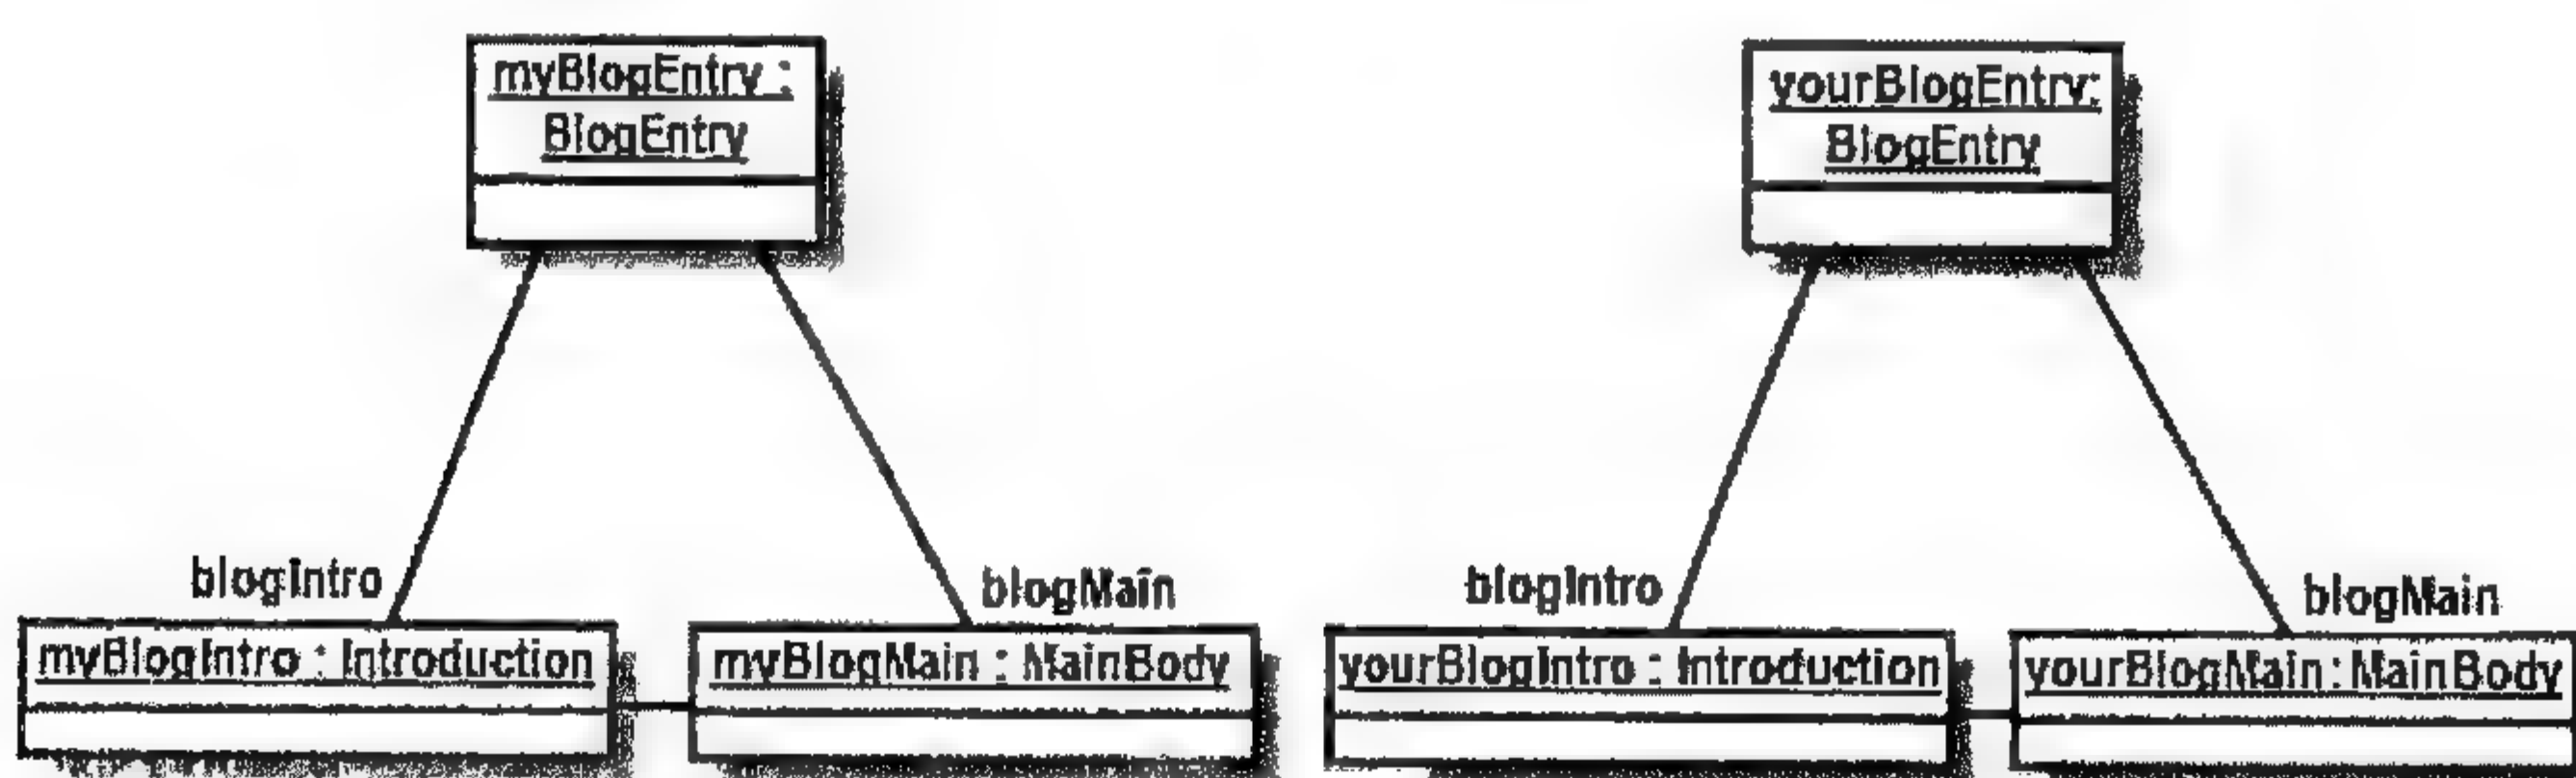 myBlogEntry :
BlogEntry
yourBlogEntry:
BlogEntry
blogIntro
blogMain
blogIntro
blogMain
myBlogIntro : Introduction
myBlogMain : MainBody
yourBlogIntro : Introduction
yourBlogMain: MainBody